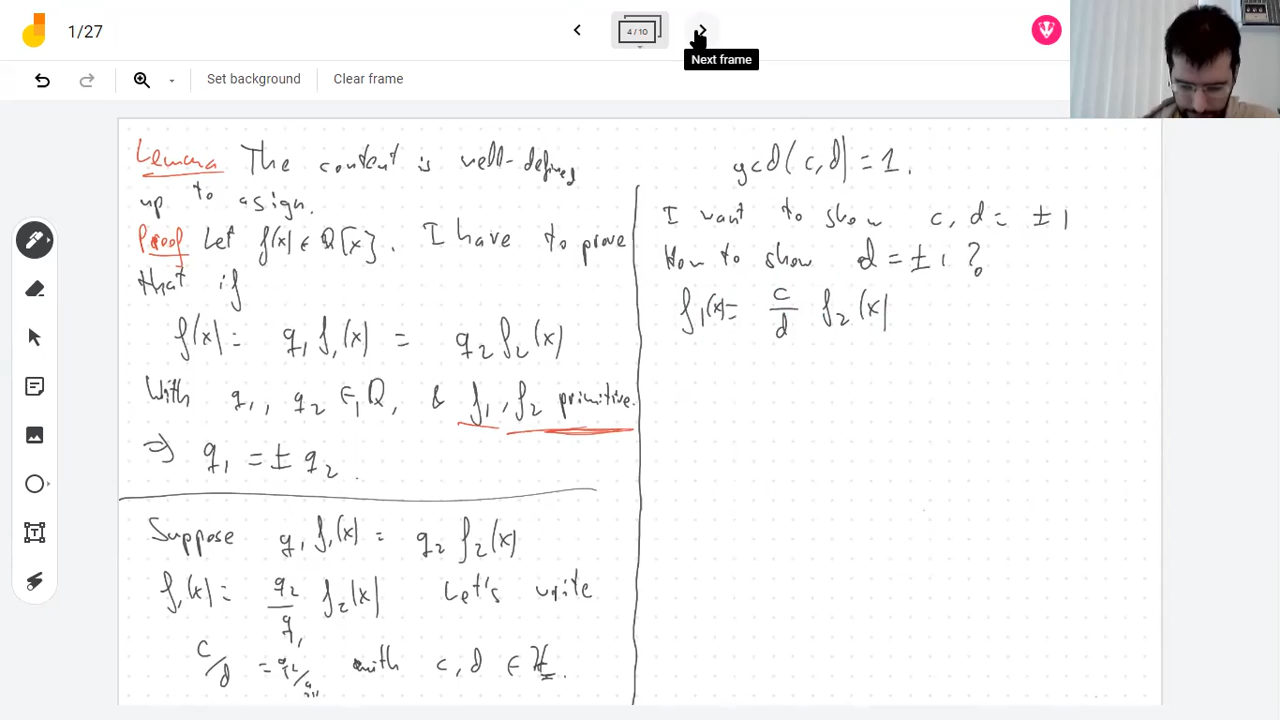 1/27
4 / 10
Next frame
Set background
Clear frame
Lemma The content is well-defined
up to a sign.
Proof Let f(x) ∈ Q[x]. I have to prove
that if
f(x) = q₁ f₁(x) = q₂ f₂(x)
With q₁, q₂ ∈ Q, & f₁, f₂ primitive.
⇒ q₁ = ± q₂.
Suppose q₁ f₁(x) = q₂ f₂(x)
f₁(x) = q₂/q₁ f₂(x) Let's write
c/d = q₂/q₁ with c, d ∈ Z.
gcd(c,d) = 1.
I want to show c, d = ± 1
How to show d = ± 1 ?
f₁(x) = c/d f₂(x)